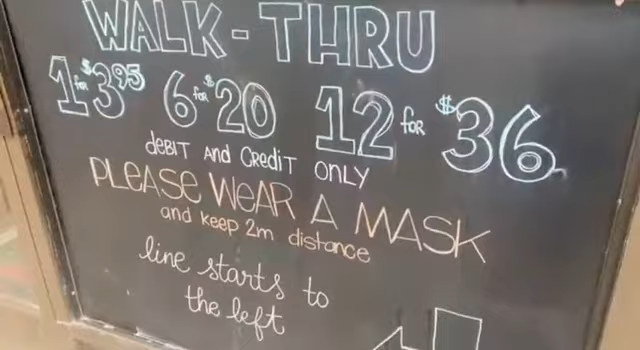 WALK-THRU
1 for $3.95 6 for $20 12 for $36
debit and Credit only
PLEASE WEAR A MASK
and keep 2m distance
line starts to
the left